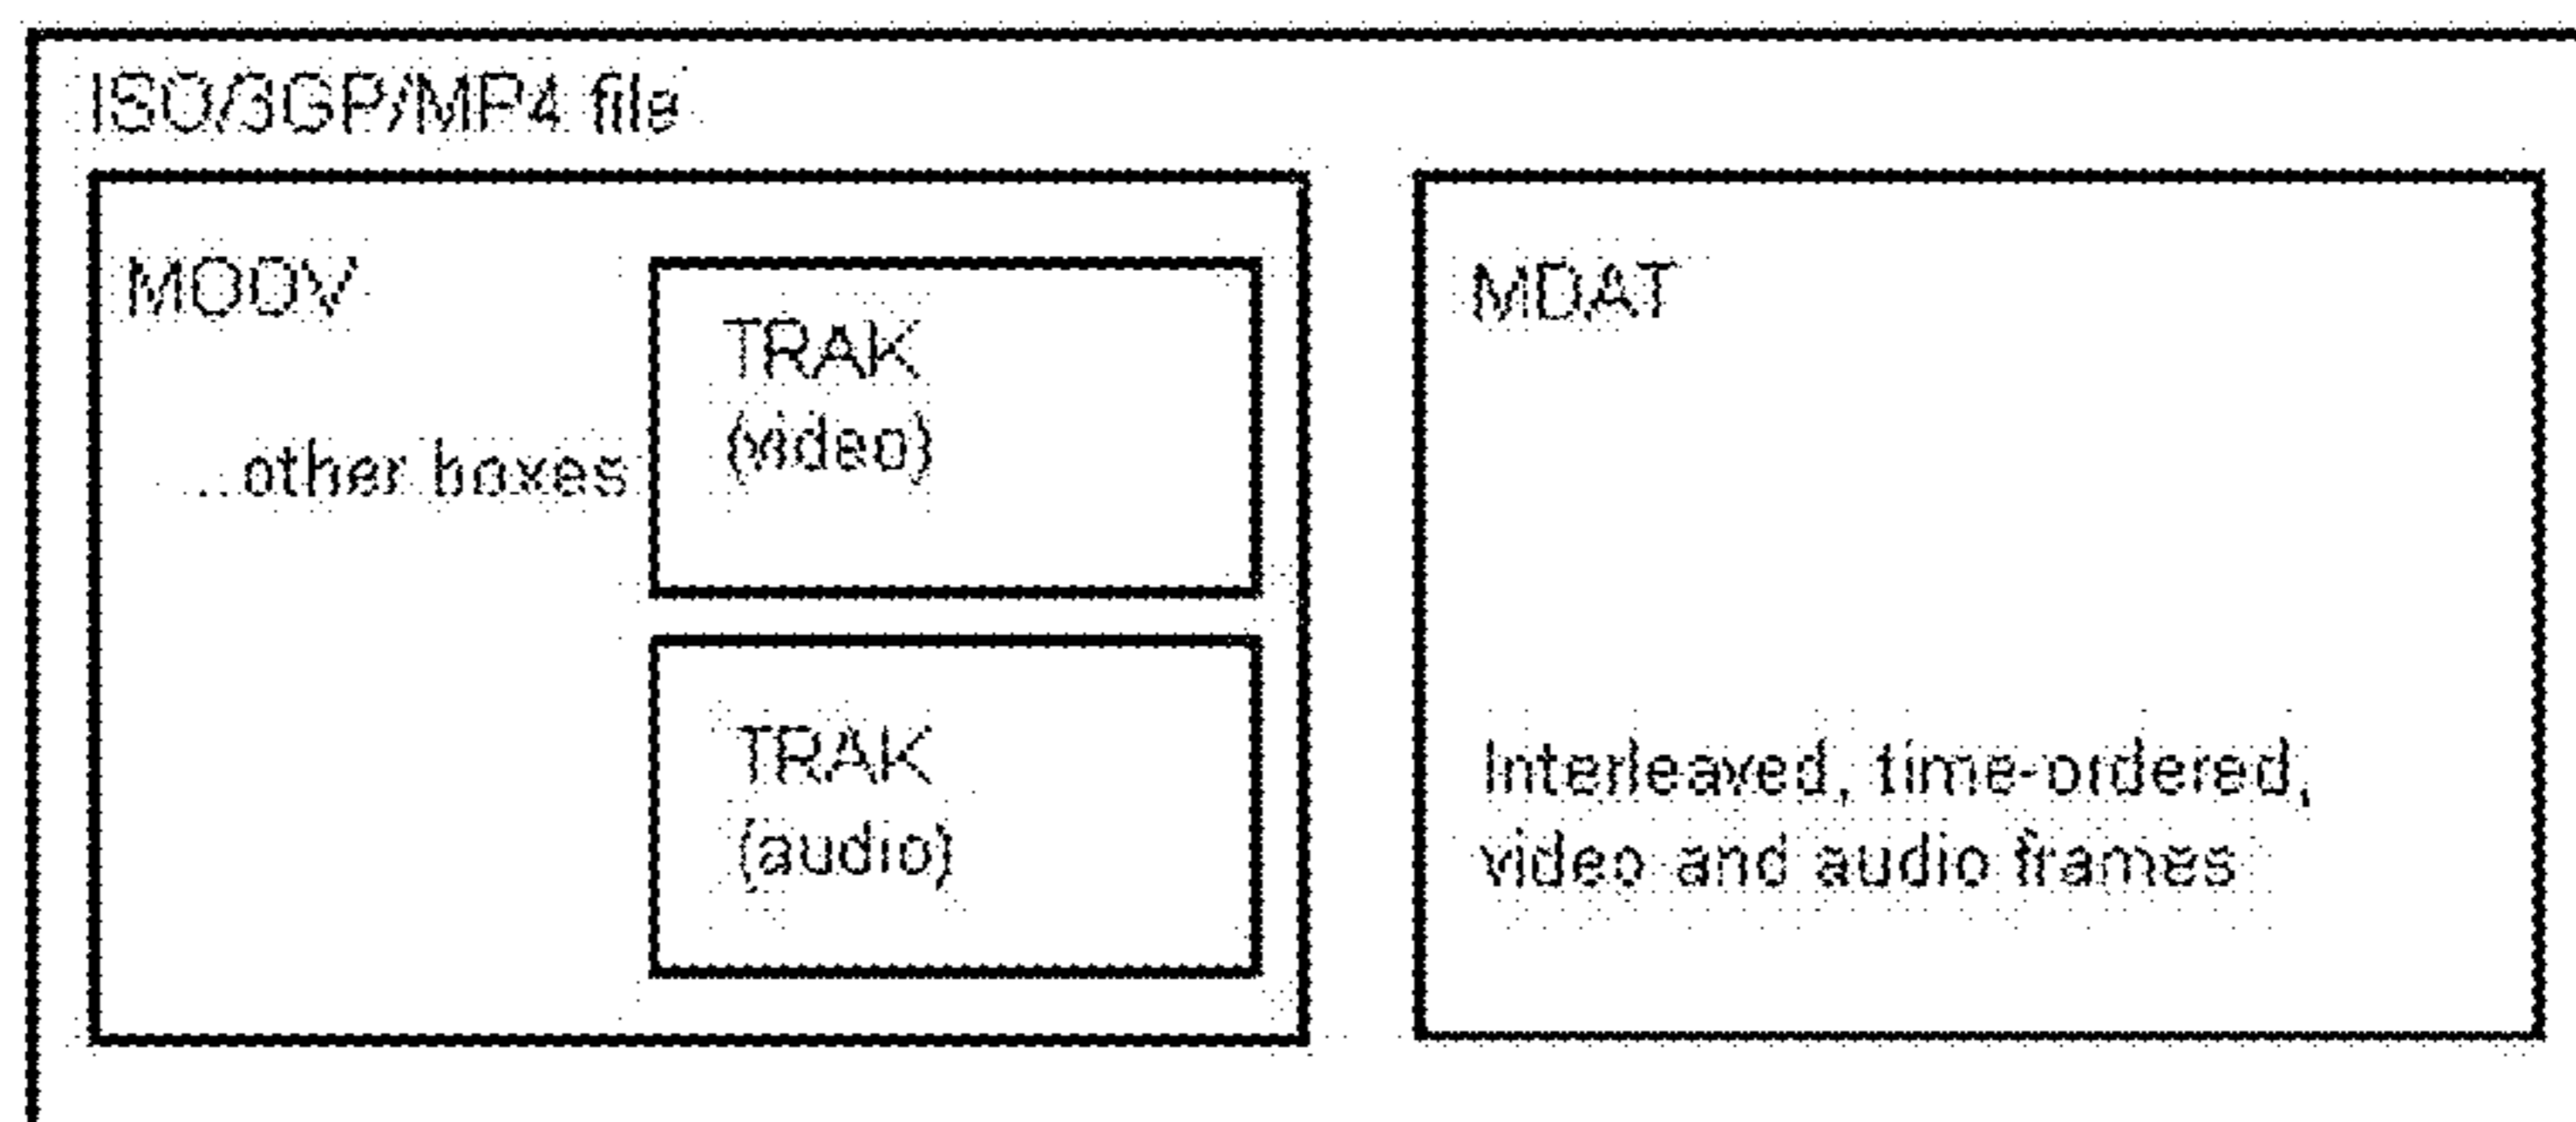 ISO/3GP/MP4 file
MOOV
...other boxes
TRAK
(video)
TRAK
(audio)
MDAT
Interleaved, time-ordered,
video and audio frames